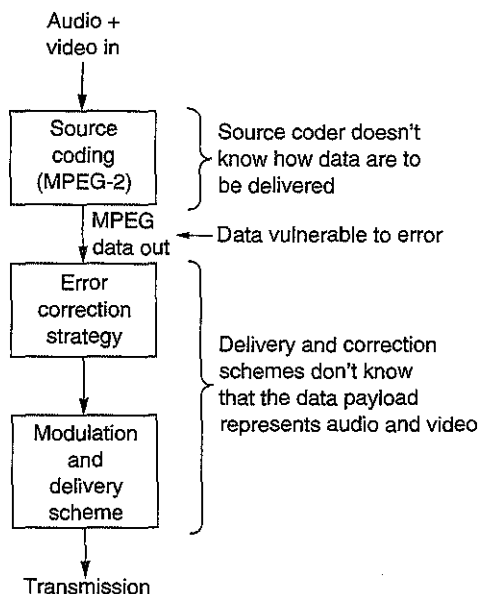 Audio +
video in
Source
coding
(MPEG-2)
Source coder doesn't
know how data are to
be delivered
MPEG
data out
Data vulnerable to error
Error
correction
strategy
Delivery and correction
schemes don't know
that the data payload
represents audio and video
Modulation
and
delivery
scheme
Transmission